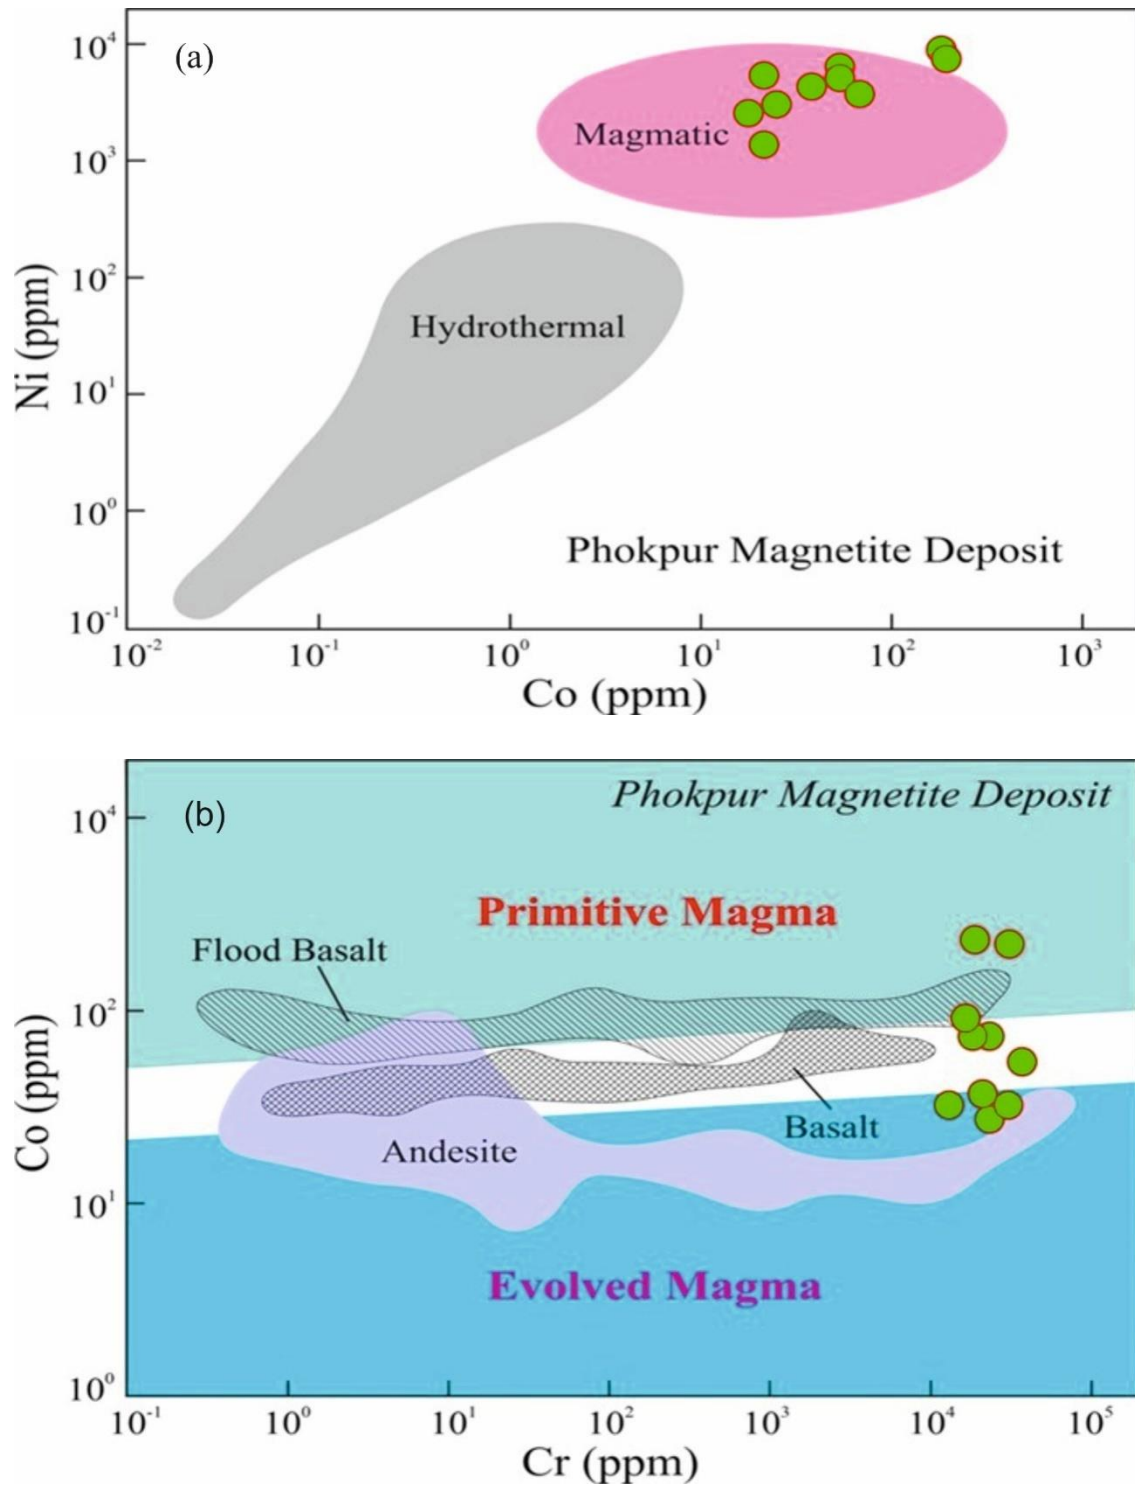 (a)
10⁴
10³
10²
10¹
10⁰
10⁻¹
Ni (ppm)
Magmatic
Hydrothermal
Phokpur Magnetite Deposit
10⁻² 10⁻¹ 10⁰ 10¹ 10² 10³
Co (ppm)
(b)
Phokpur Magnetite Deposit
10⁴
10²
10¹
10⁰
Co (ppm)
Primitive Magma
Flood Basalt
Basalt
Andesite
Evolved Magma
10⁻¹ 10⁰ 10¹ 10² 10³ 10⁴ 10⁵
Cr (ppm)